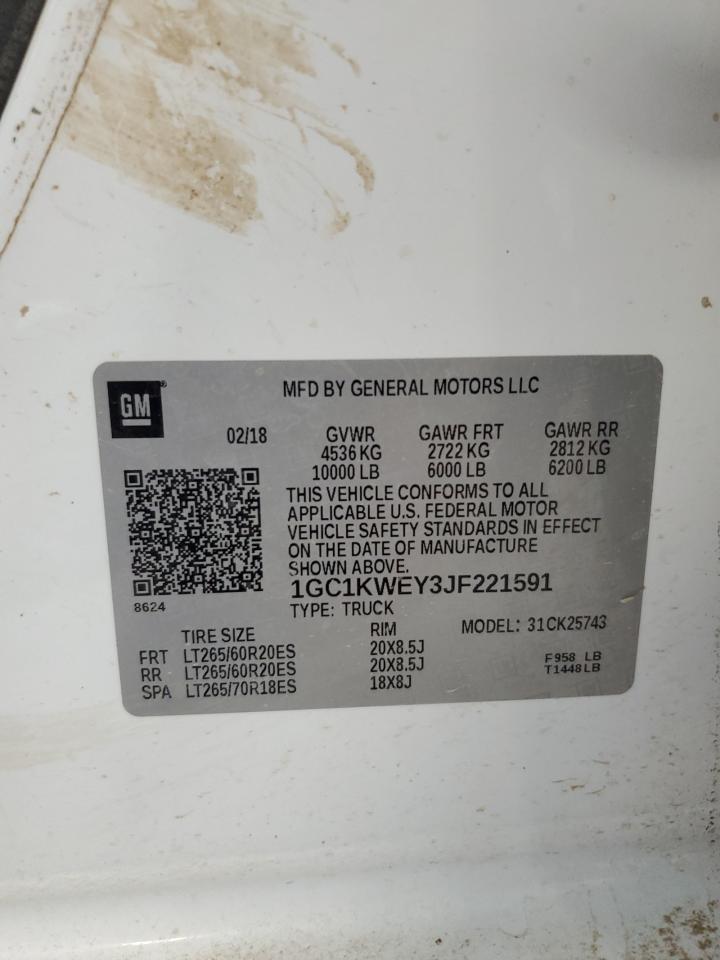 GM®
MFD BY GENERAL MOTORS LLC
02/18 GVWR GAWR FRT GAWR RR
4536 KG 2722 KG 2812 KG
10000 LB 6000 LB 6200 LB
THIS VEHICLE CONFORMS TO ALL
APPLICABLE U.S. FEDERAL MOTOR
VEHICLE SAFETY STANDARDS IN EFFECT
ON THE DATE OF MANUFACTURE
SHOWN ABOVE.
1GC1KWEY3JF221591
8624
TYPE: TRUCK
TIRE SIZE RIM MODEL: 31CK25743
FRT LT265/60R20ES 20X8.5J
RR LT265/60R20ES 20X8.5J F958 LB
SPA LT265/70R18ES 18X8J T1448LB